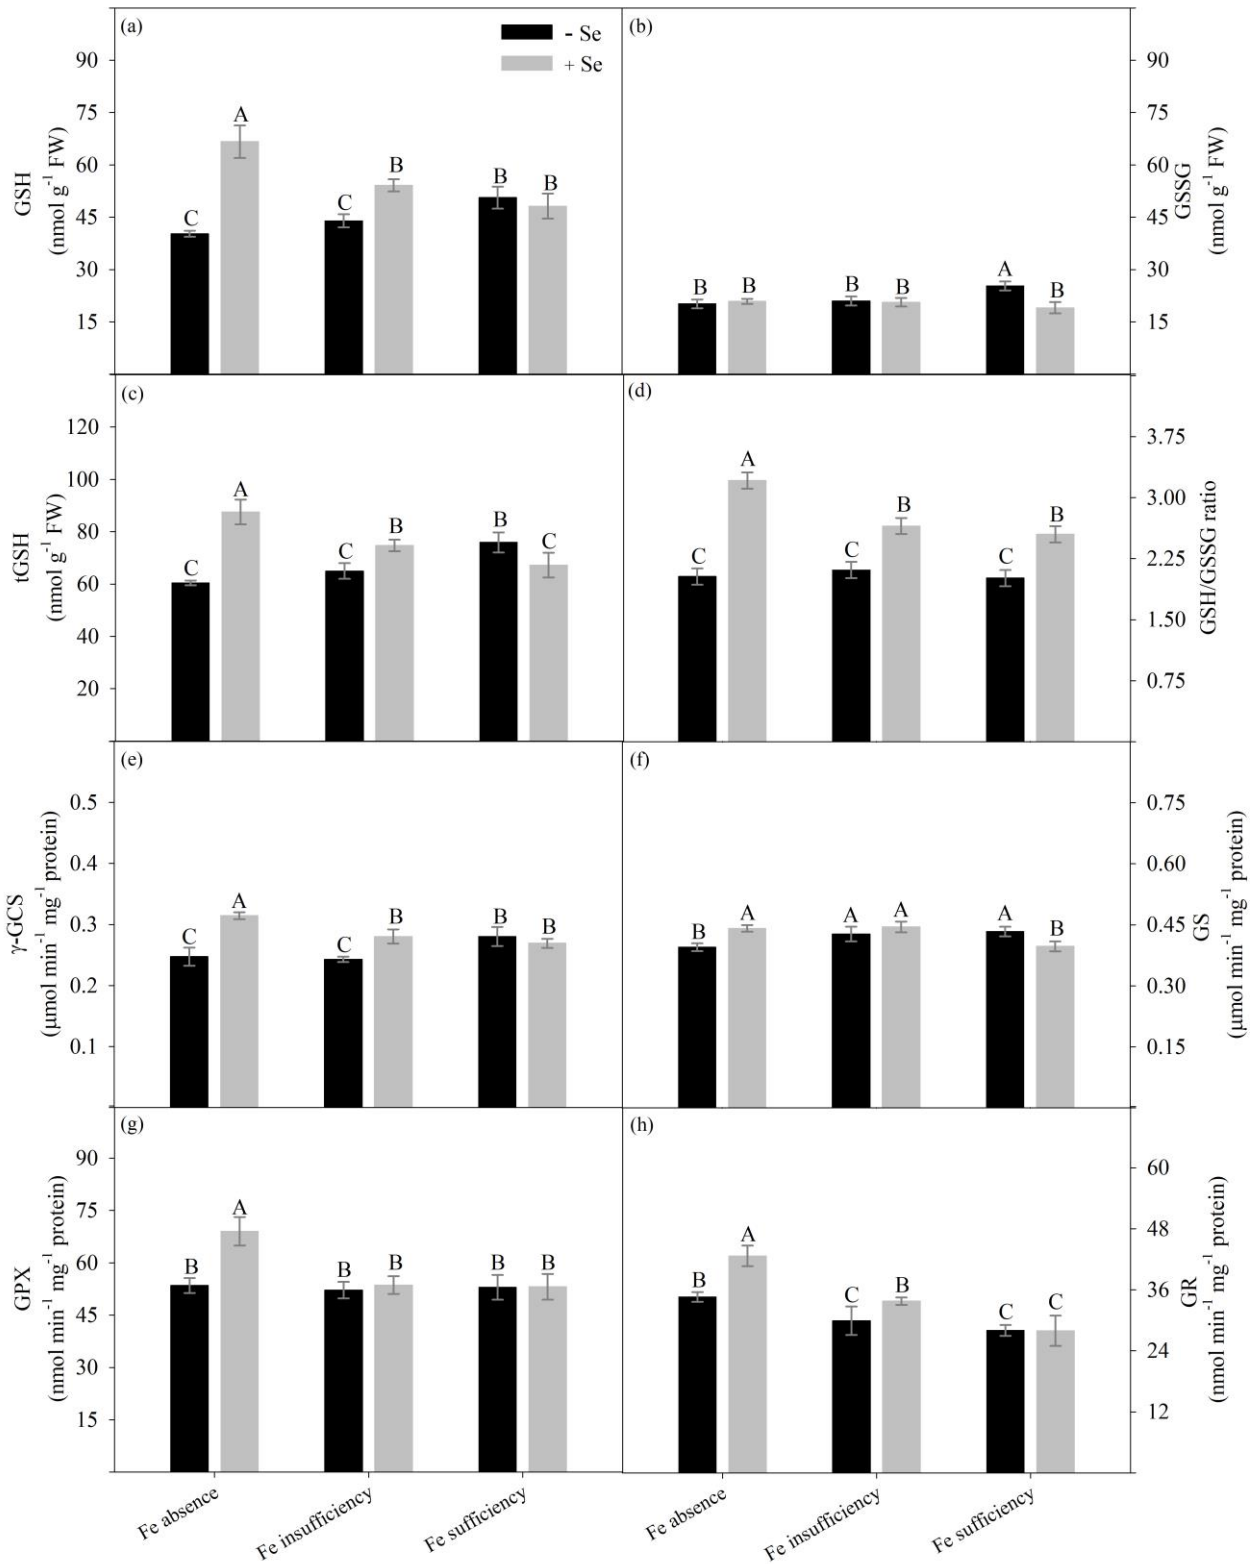 (a)
- Se
+ Se
GSH
(nmol g⁻¹ FW)
90
75
60
45
30
15
C
A
C
B
B
B
(b)
GSSG
(nmol g⁻¹ FW)
90
75
60
45
30
15
B
B
B
B
A
B
(c)
tGSH
(nmol g⁻¹ FW)
120
100
80
60
40
20
C
A
C
B
B
C
(d)
GSH/GSSG ratio
3.75
3.00
2.25
1.50
0.75
C
A
C
B
C
B
(e)
γ-GCS
(μmol min⁻¹ mg⁻¹ protein)
0.5
0.4
0.3
0.2
0.1
C
A
C
B
B
B
(f)
GS
(μmol min⁻¹ mg⁻¹ protein)
0.75
0.60
0.45
0.30
0.15
B
A
A
A
A
B
(g)
GPX
(nmol min⁻¹ mg⁻¹ protein)
90
75
60
45
30
15
B
A
B
B
B
B
(h)
GR
(nmol min⁻¹ mg⁻¹ protein)
60
48
36
24
12
B
A
C
B
C
C
Fe absence
Fe insufficiency
Fe sufficiency
Fe absence
Fe insufficiency
Fe sufficiency